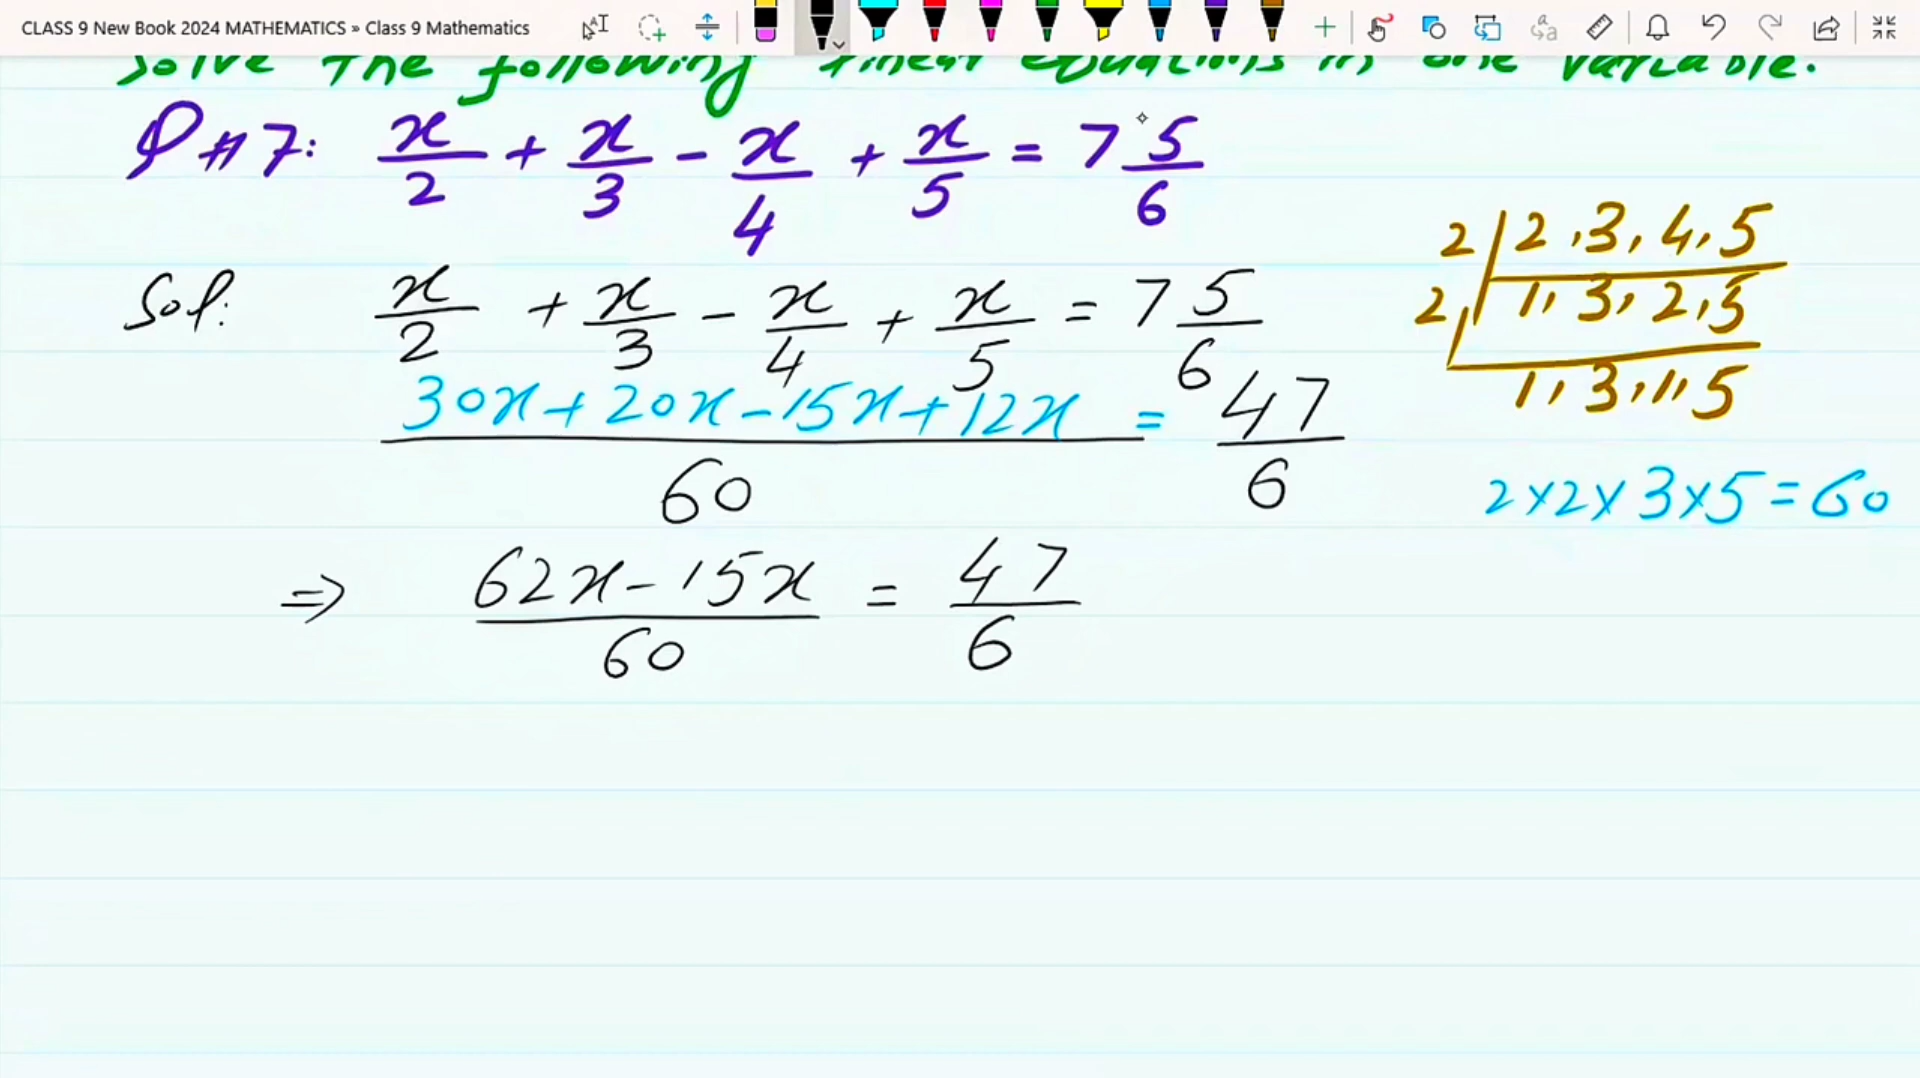 CLASS 9 New Book 2024 MATHEMATICS » Class 9 Mathematics
Solve the following linear equations in one variable.
Q#7: x/2 + x/3 - x/4 + x/5 = 7 5/6
Sol: x/2 + x/3 - x/4 + x/5 = 7 5/6
(30x + 20x - 15x + 12x)/60 = 47/6
⇒ (62x - 15x)/60 = 47/6
2 | 2, 3, 4, 5
2 | 1, 3, 2, 5
1, 3, 1, 5
2×2×3×5=60